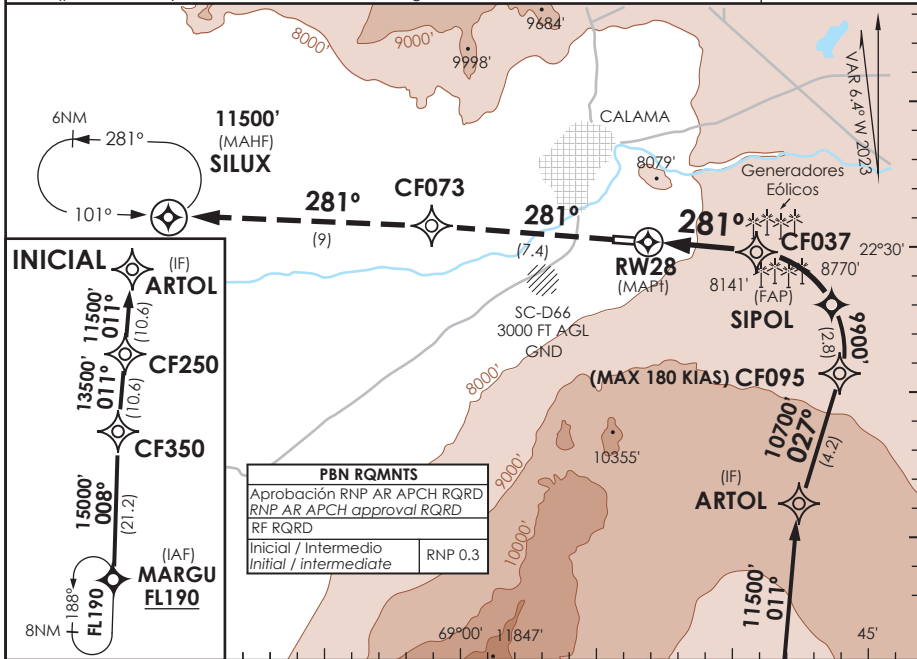 8000'
9000'
9684'
9998'
VAR 6.4° W 2023
6NM
281°
11500'
(MAHF)
SILUX
101°
CALAMA
8079'
Generadores
Eólicos
CF073
281°
(9)
281°
(7.4)
281°
RW28
(MAPt)
CF037
22°30'
8141'
8770'
(FAP)
SIPOL
SC-D66
3000 FT AGL
GND
9900'
(2.8)
8000'
(MAX 180 KIAS) CF095
INICIAL
(IF)
ARTOL
11500'
011°
(10.6)
CF250
13500'
011°
(10.6)
CF350
15000'
008°
(21.2)
(IAF)
MARGU
FL190
188°
FL190
8NM
PBN RQMNTS
Aprobación RNP AR APCH RQRD
RNP AR APCH approval RQRD
RF RQRD
Inicial / Intermedio
Initial / intermediate
RNP 0.3
9000'
10000'
10355'
10700'
027°
(4.2)
(IF)
ARTOL
11500'
011°
69°00'
11847'
45'